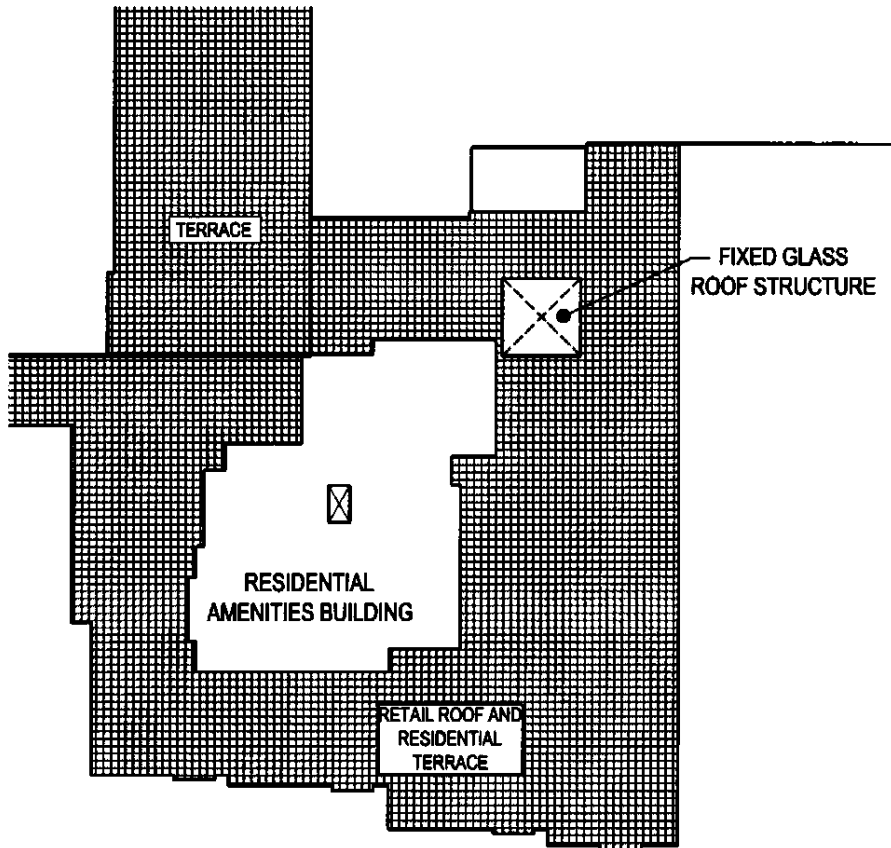 TERRACE
FIXED GLASS
ROOF STRUCTURE
RESIDENTIAL
AMENITIES BUILDING
RETAIL ROOF AND
RESIDENTIAL
TERRACE